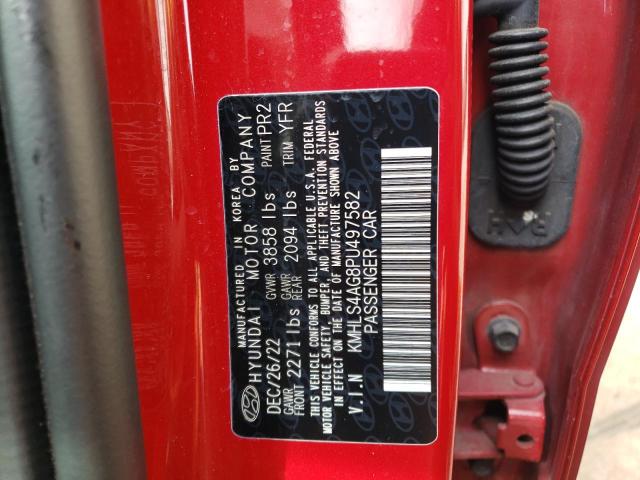 MANUFACTURED IN KOREA BY
HYUNDAI MOTOR COMPANY
DEC/26/22 GVWR 3858 lbs PAINT PR2
GAWR FRONT 2271 lbs GAWR REAR 2094 lbs TRIM YFR
THIS VEHICLE CONFORMS TO ALL APPLICABLE U.S.A. FEDERAL
MOTOR VEHICLE SAFETY, BUMPER, AND THEFT PREVENTION STANDARDS
IN EFFECT ON THE DATE OF MANUFACTURE SHOWN ABOVE
V.I.N KMHLS4AG8PU497582
PASSENGER CAR